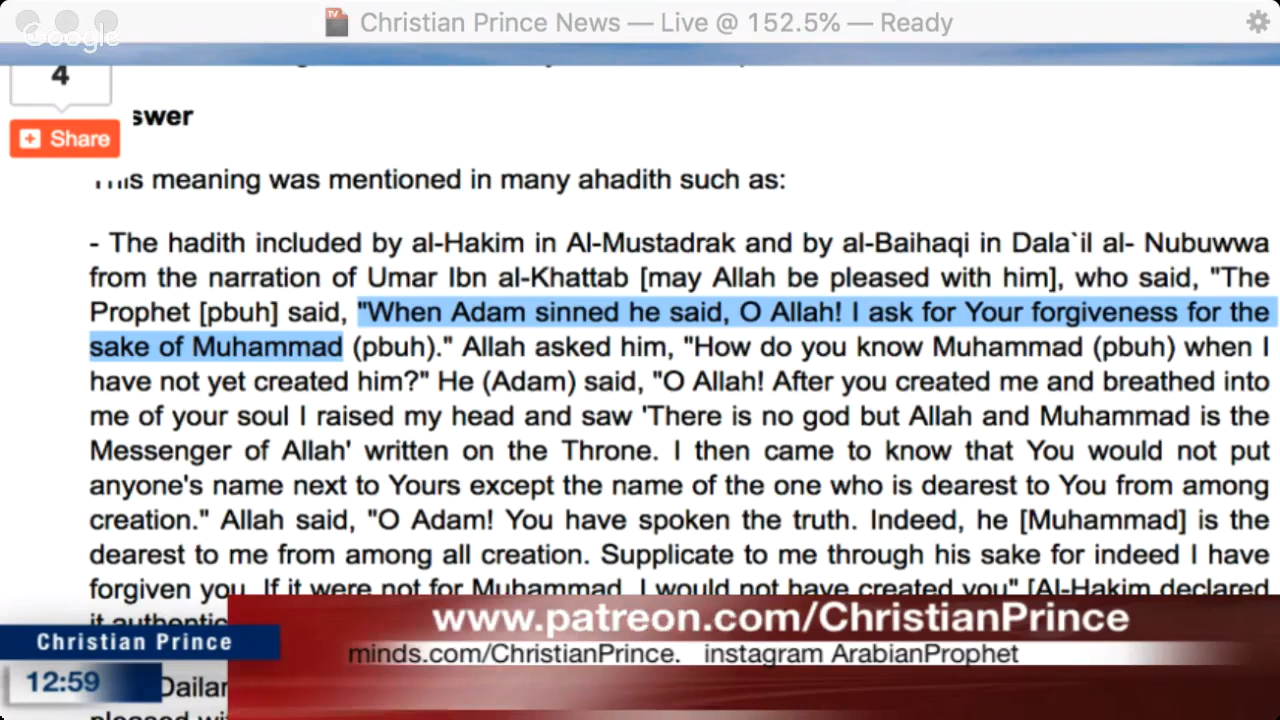 Christian Prince News — Live @ 152.5% — Ready
Google
4
swer
Share
This meaning was mentioned in many ahadith such as:
- The hadith included by al-Hakim in Al-Mustadrak and by al-Baihaqi in Dala`il al- Nubuwwa
from the narration of Umar Ibn al-Khattab [may Allah be pleased with him], who said, "The
Prophet [pbuh] said, "When Adam sinned he said, O Allah! I ask for Your forgiveness for the
sake of Muhammad (pbuh)." Allah asked him, "How do you know Muhammad (pbuh) when I
have not yet created him?" He (Adam) said, "O Allah! After you created me and breathed into
me of your soul I raised my head and saw 'There is no god but Allah and Muhammad is the
Messenger of Allah' written on the Throne. I then came to know that You would not put
anyone's name next to Yours except the name of the one who is dearest to You from among
creation." Allah said, "O Adam! You have spoken the truth. Indeed, he [Muhammad] is the
dearest to me from among all creation. Supplicate to me through his sake for indeed I have
forgiven you. If it were not for Muhammad, I would not have created you" [Al-Hakim declared
it authentic
www.patreon.com/ChristianPrince
Christian Prince
minds.com/ChristianPrince. instagram ArabianProphet
12:59
Dailar